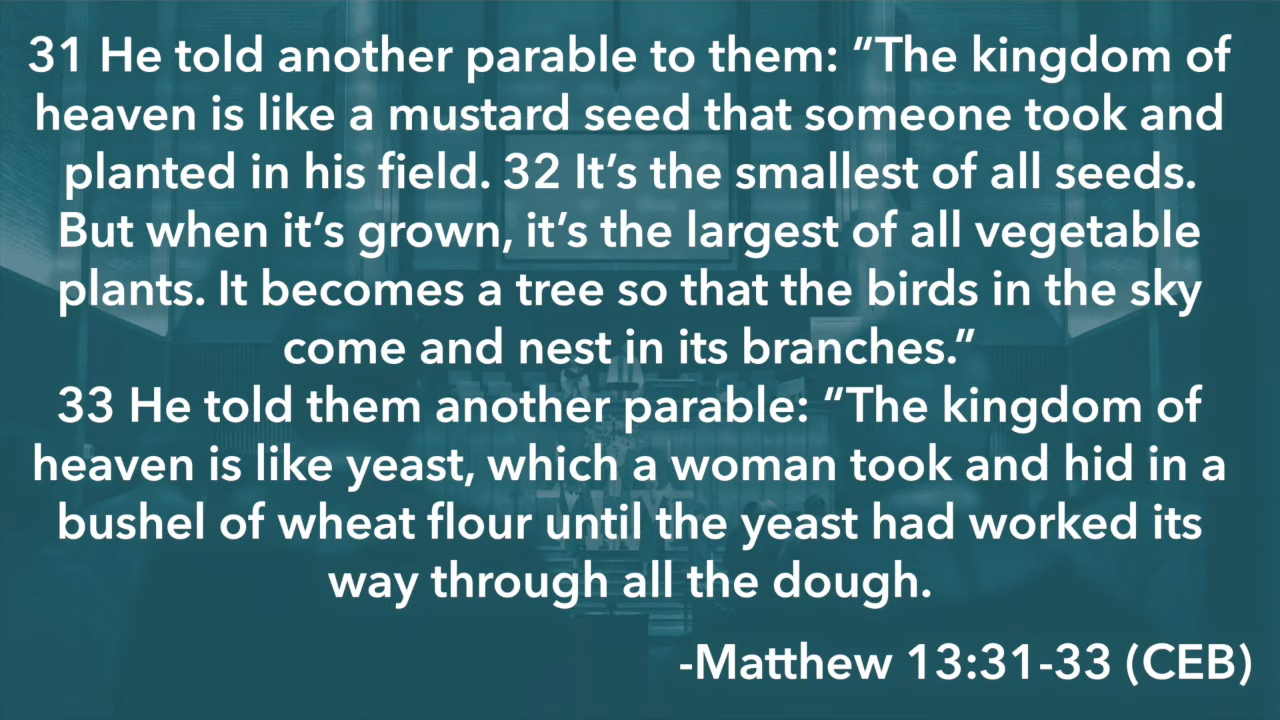 31 He told another parable to them: “The kingdom of
heaven is like a mustard seed that someone took and
planted in his field. 32 It’s the smallest of all seeds.
But when it’s grown, it’s the largest of all vegetable
plants. It becomes a tree so that the birds in the sky
come and nest in its branches.”
33 He told them another parable: “The kingdom of
heaven is like yeast, which a woman took and hid in a
bushel of wheat flour until the yeast had worked its
way through all the dough.
-Matthew 13:31-33 (CEB)